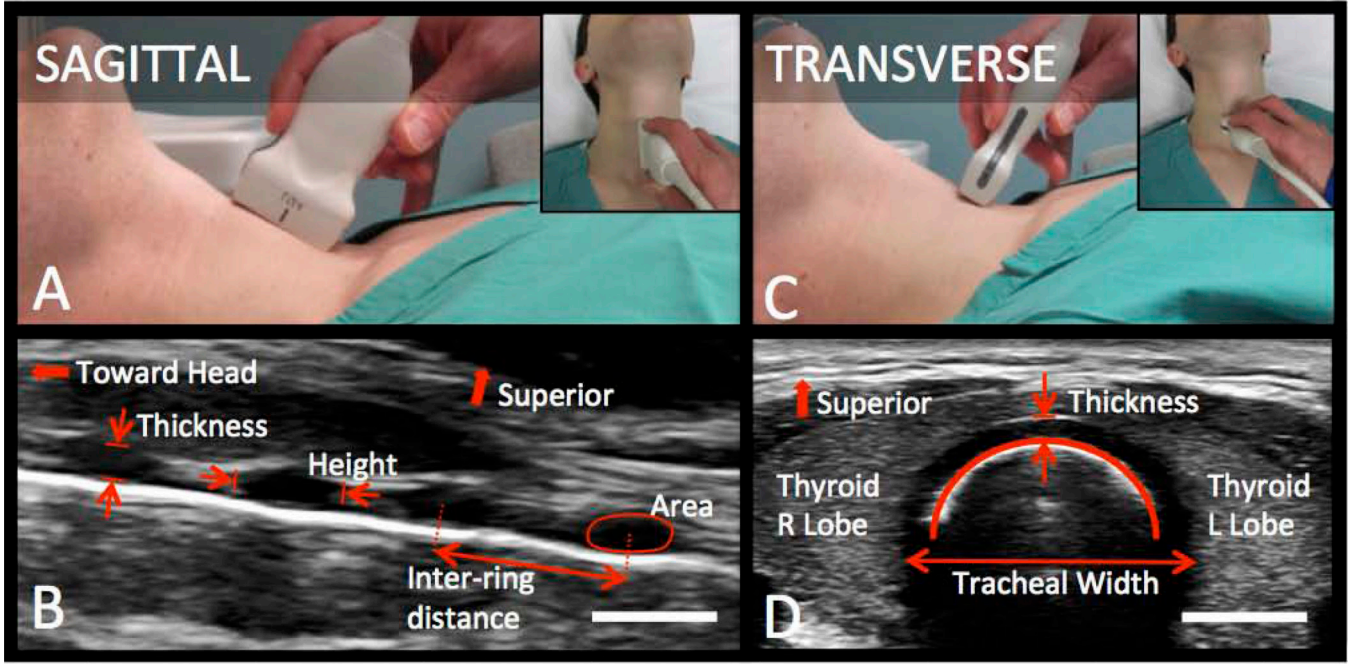 SAGITTAL
A
TRANSVERSE
C
Toward Head
Superior
Thickness
Height
Area
Inter-ring
distance
B
Superior
Thickness
Thyroid
R Lobe
Thyroid
L Lobe
Tracheal Width
D